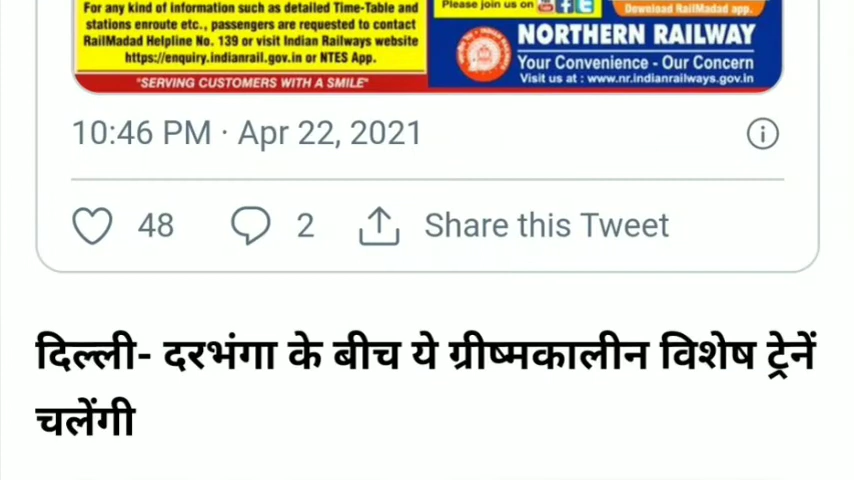 For any kind of information such as detailed Time-Table and
stations enroute etc., passengers are requested to contact
RailMadad Helpline No. 139 or visit Indian Railways website
https://enquiry.indianrail.gov.in or NTES App.
"SERVING CUSTOMERS WITH A SMILE"
Please join us on
Download RailMadad app.
NORTHERN RAILWAY
Your Convenience - Our Concern
Visit us at : www.nr.indianrailways.gov.in
10:46 PM · Apr 22, 2021
48 2 Share this Tweet
दिल्ली- दरभंगा के बीच ये ग्रीष्मकालीन विशेष ट्रेनें
चलेंगी